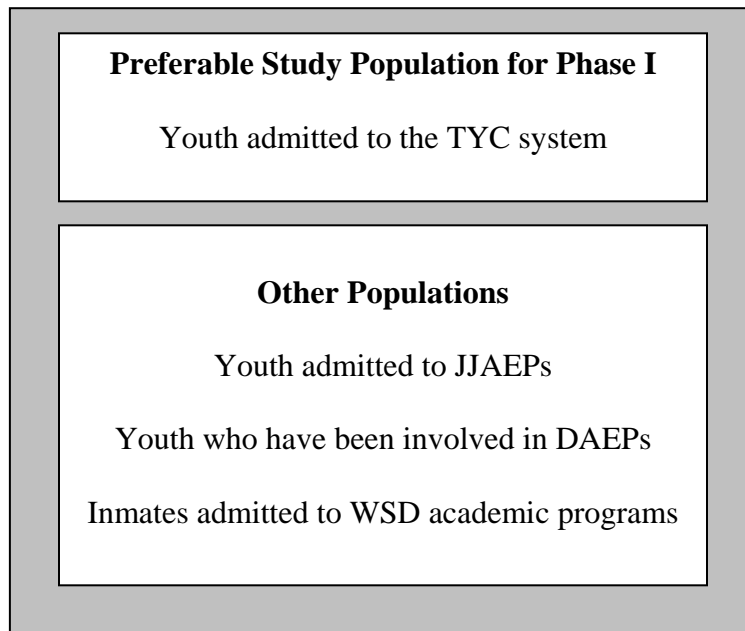 Preferable Study Population for Phase I
Youth admitted to the TYC system
Other Populations
Youth admitted to JJAEPs
Youth who have been involved in DAEPs
Inmates admitted to WSD academic programs